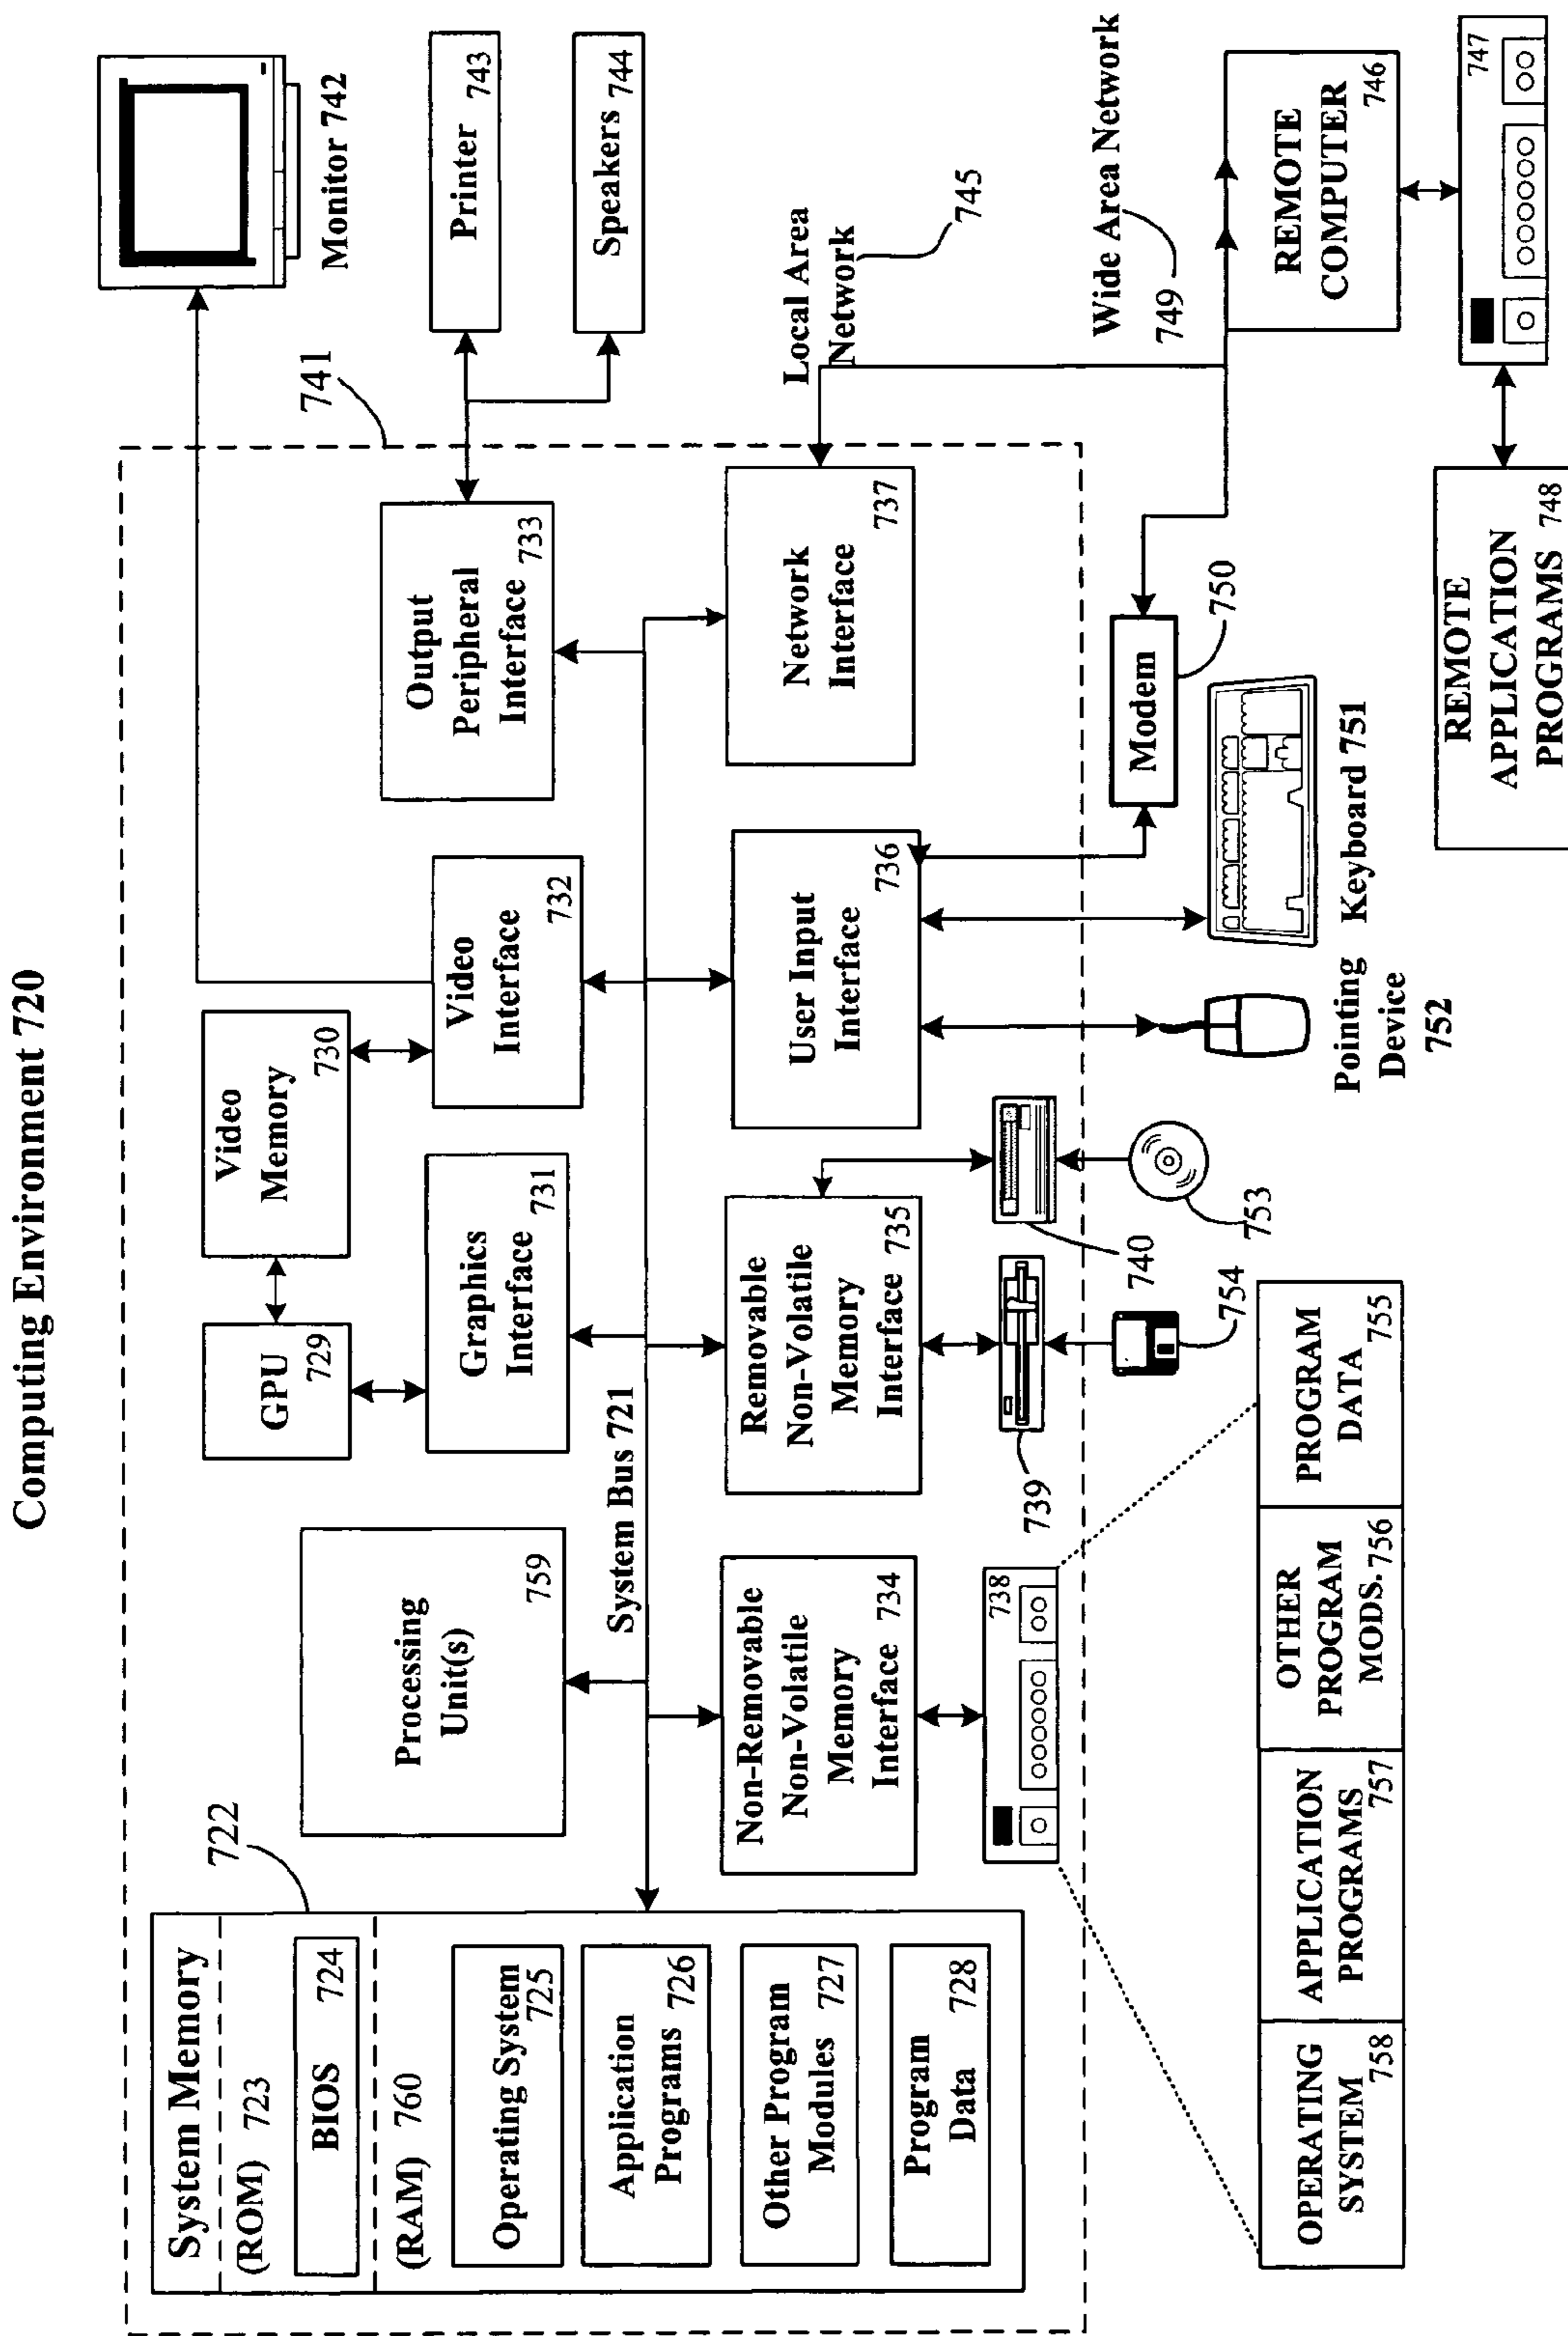 Computing Environment 720
System Memory
722
(ROM) 723
BIOS 724
(RAM) 760
Operating System
725
Application
Programs 726
Other Program
Modules 727
Program
Data 728
Processing
Unit(s)
759
GPU
729
Video
Memory
730
Graphics
Interface
731
Video
Interface
732
Output
Peripheral
Interface
733
741
Monitor 742
Printer
743
Speakers
744
System Bus 721
Non-Removable
Non-Volatile
Memory
Interface 734
Removable
Non-Volatile
Memory
Interface 735
User Input
Interface
736
Network
Interface
737
Local Area
Network
745
738
739
740
754
753
Modem
750
Wide Area Network
749
Pointing
Device
752
Keyboard 751
REMOTE
COMPUTER
746
747
REMOTE
APPLICATION
PROGRAMS 748
OPERATING
SYSTEM
758
APPLICATION
PROGRAMS
757
OTHER
PROGRAM
MODS. 756
PROGRAM
DATA
755